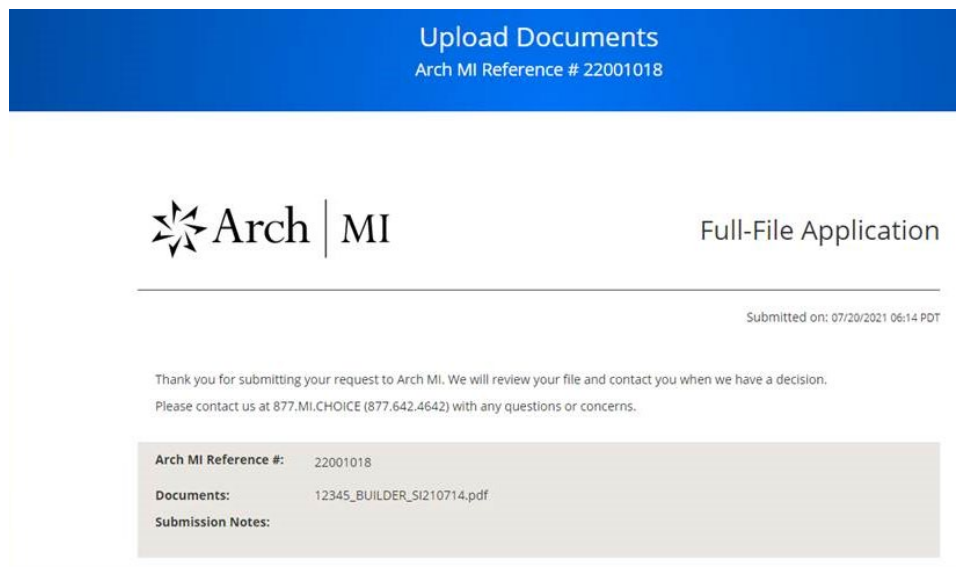 Upload Documents
Arch MI Reference # 22001018
Arch | MI
Full-File Application
Submitted on: 07/20/2021 06:14 PDT
Thank you for submitting your request to Arch MI. We will review your file and contact you when we have a decision.
Please contact us at 877.MI.CHOICE (877.642.4642) with any questions or concerns.
Arch MI Reference #: 22001018
Documents: 12345_BUILDER_SI210714.pdf
Submission Notes: